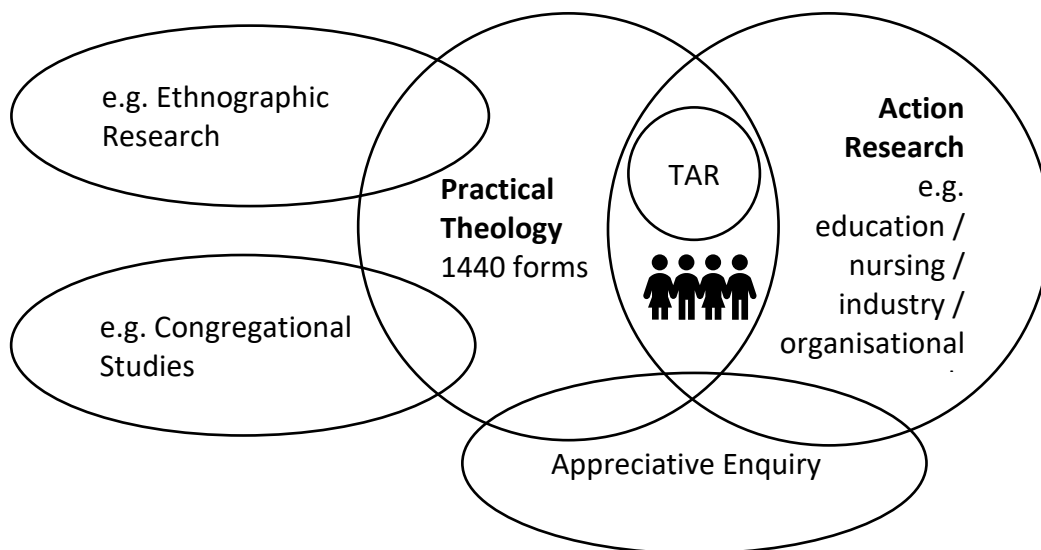 e.g. Ethnographic
Research
e.g. Congregational
Studies
Practical
Theology
1440 forms
TAR
Action
Research
e.g.
education /
nursing /
industry /
organisational
Appreciative Enquiry